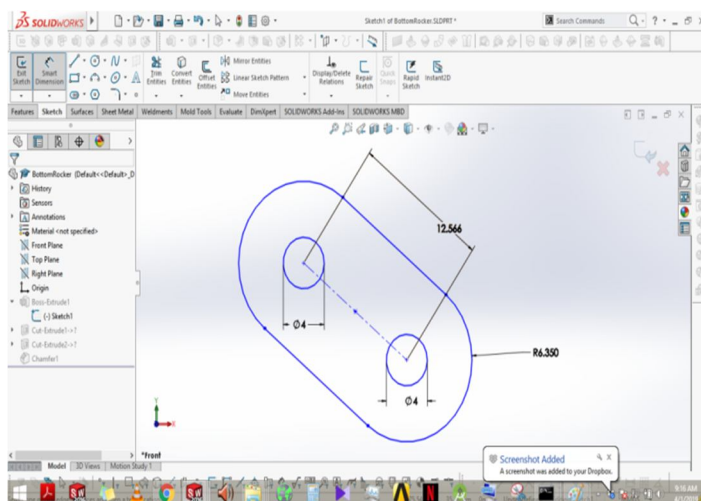 SOLIDWORKS
Sketch1 of BottomRocker.SLDPRT *
Search Commands
Exit Sketch
Smart Dimension
Trim Entities
Convert Entities
Offset Entities
Mirror Entities
Linear Sketch Pattern
Move Entities
Display/Delete Relations
Repair Sketch
Quick Snaps
Rapid Sketch
Instant2D
Features Sketch Surfaces Sheet Metal Weldments Mold Tools Evaluate DimXpert SOLIDWORKS Add-Ins SOLIDWORKS MBD
BottomRocker (Default<<Default>_D
History
Sensors
Annotations
Material <not specified>
Front Plane
Top Plane
Right Plane
Origin
Boss-Extrude1
(-) Sketch1
Cut-Extrude1->?
Cut-Extrude2->?
Chamfer1
12.566
Ø4
R6.350
Ø4
*Front
Model 3D Views Motion Study 1
Screenshot Added
A screenshot was added to your Dropbox.
9:16 AM